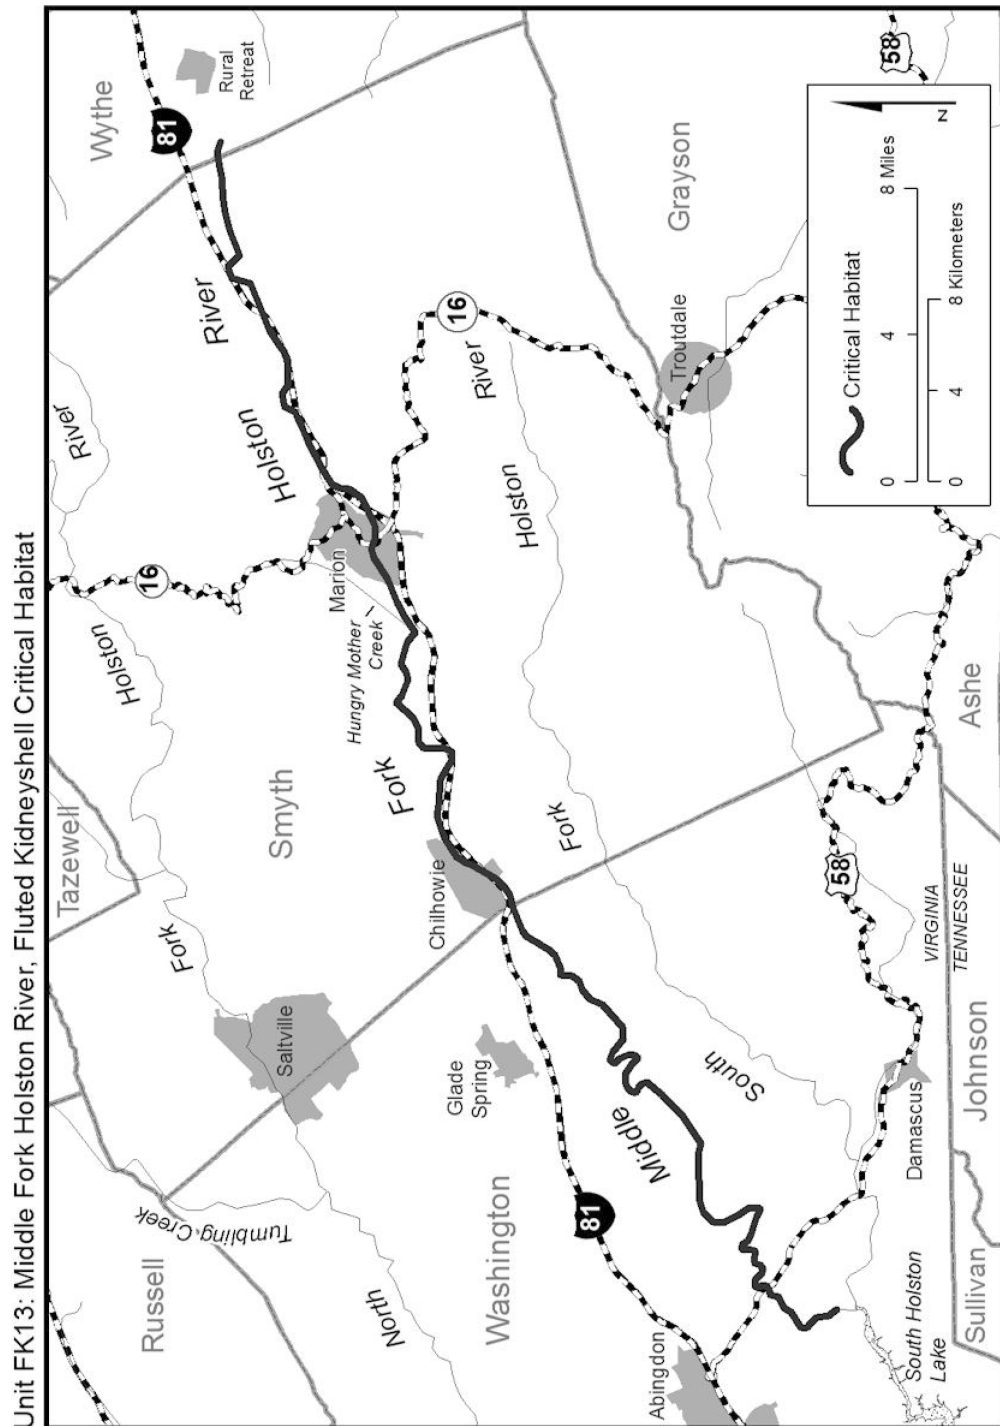 Unit FK13: Middle Fork Holston River, Fluted Kidneyshell Critical Habitat
Russell
Tazewell
Wythe
81
Rural
Retreat
North
Fork
Holston
River
16
Tumbling Creek
Saltville
Smyth
Marion
Hungry Mother
Creek
Middle
Fork
Holston
River
16
Washington
Glade
Spring
Chilhowie
81
Abingdon
South
Fork
Holston
River
Troutdale
Grayson
58
58
Damascus
South Holston
Lake
VIRGINIA
TENNESSEE
Sullivan
Johnson
Ashe
Critical Habitat
0 4 8 Miles
0 4 8 Kilometers
N